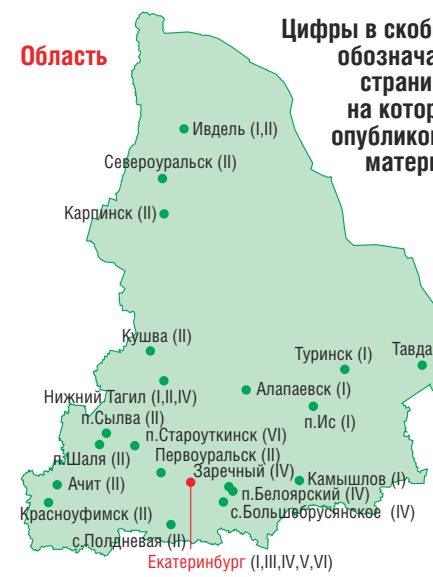 Область
Цифры в скоб
обознача
страни
на котор
опубликов
матери
Ивдель (I,II)
Североуральск (II)
Карпинск (II)
Кушва (II)
Туринск (I)
Тавда
Нижний Тагил (I,II,IV)
Алапаевск (I)
п.Сылва (II)
п.Ис (I)
п.Староуткинск (VI)
п.Шаля (II)
Первоуральск (II)
Заречный (IV)
Камышлов (I)
Ачит (II)
п.Белоярский (IV)
Красноуфимск (II)
с.Большебрусянское (IV)
с.Полдневая (II)
Екатеринбург (I,III,IV,V,VI)